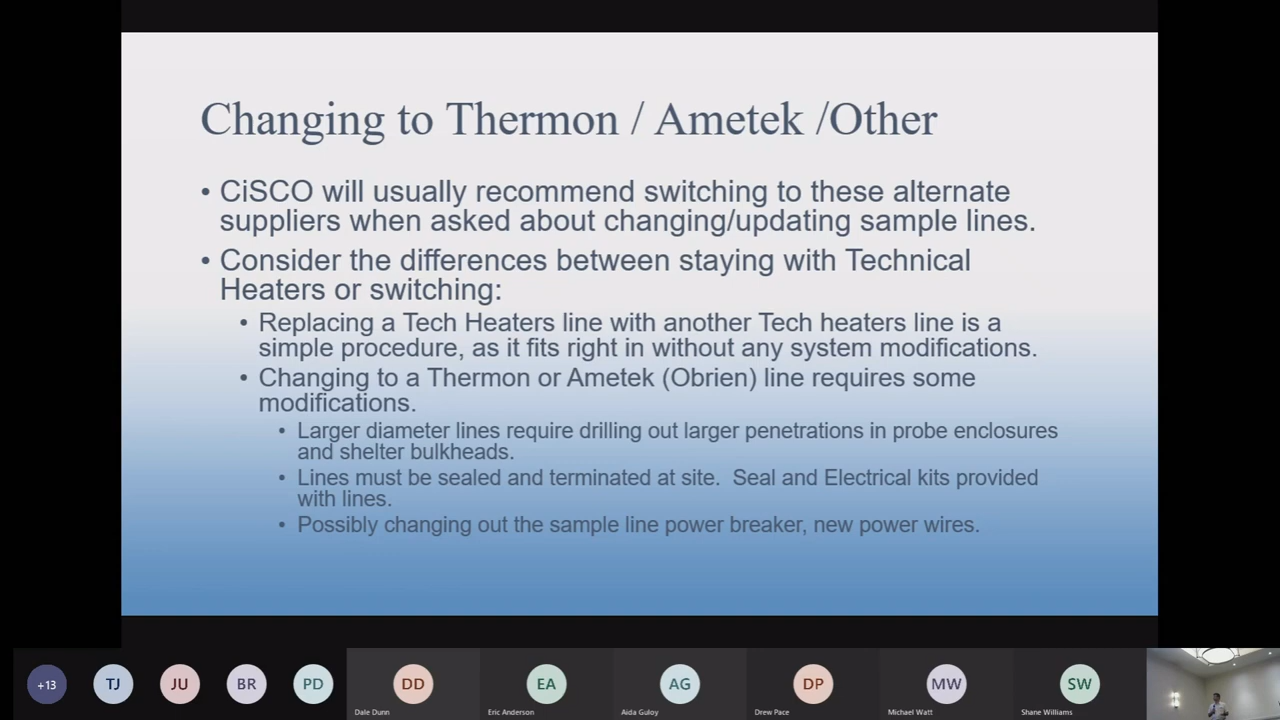 Changing to Thermon / Ametek /Other
• CiSCO will usually recommend switching to these alternate
suppliers when asked about changing/updating sample lines.
• Consider the differences between staying with Technical
Heaters or switching:
• Replacing a Tech Heaters line with another Tech heaters line is a
simple procedure, as it fits right in without any system modifications.
• Changing to a Thermon or Ametek (Obrien) line requires some
modifications.
• Larger diameter lines require drilling out larger penetrations in probe enclosures
and shelter bulkheads.
• Lines must be sealed and terminated at site.  Seal and Electrical kits provided
with lines.
• Possibly changing out the sample line power breaker, new power wires.
+13 TJ JU BR PD DD EA AG DP MW SW
Dale Dunn Eric Anderson Aida Guloy Drew Pace Michael Watt Shane Williams